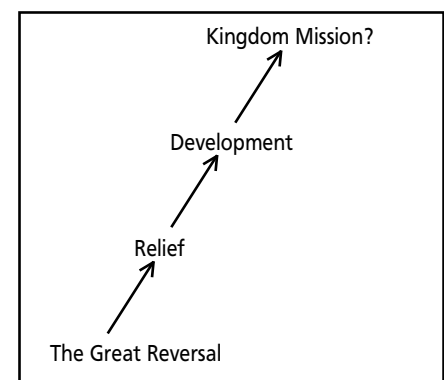 Kingdom Mission?
Development
Relief
The Great Reversal